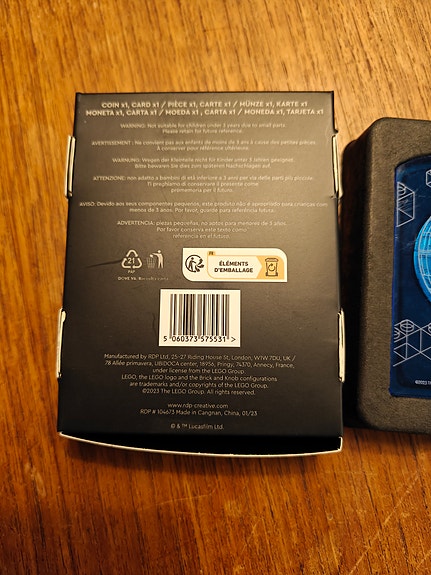 COIN x1, CARD x1 / PIÈCE x1, CARTE x1 / MÜNZE x1, KARTE x1
MONETA x1, CARTA x1 / MOEDA x1 , CARTA x1 / MONEDA x1, TARJETA x1
WARNING: Not suitable for children under 3 years due to small parts.
Please retain for future reference.
AVERTISSEMENT: Ne convient pas aux enfants de moins de 3 ans à cause des petites pièces.
À conserver pour référence ultérieure.
WARNUNG: Wegen der Kleinteile nicht für Kinder unter 3 Jahren geeignet.
Bitte bewahren Sie dies zum späteren Nachschlagen auf.
ATTENZIONE: non adatto a bambini di età inferiore a 3 anni per via delle parti più piccole.
Ti preghiamo di conservare il presente come
promemoria per il futuro.
AVISO: Devido aos seus componentes pequenos, este produto não é apropriado para crianças com
menos de 3 anos. Por favor, guarde para referência futura.
ADVERTENCIA: piezas pequeñas, no aptas para menores de 3 años.
Por favor conserve este texto como
referencia en el futuro.
21
PAP
FR
ÉLÉMENTS
D'EMBALLAGE
5 060373 575531 >
Manufactured by RDP Ltd, 25-27 Riding House St, London, W1W 7DU, UK /
78 Allée primavera, UBIDOCA center, 18956, Pringy, 74370, Annecy, France,
under license from the LEGO Group.
LEGO, the LEGO logo and the Brick and Knob configurations
are trademarks and/or copyrights of the LEGO Group.
©2023 The LEGO Group. All rights reserved.
www.rdp-creative.com
RDP # 104673 Made in Cangnan, China, 01/23
© & ™ Lucasfilm Ltd.
©2023